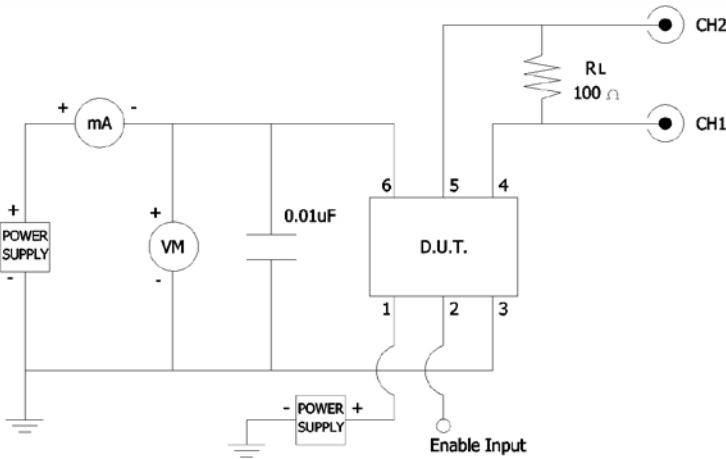 CH2
RL
100 Ω
CH1
+ mA -
6 5 4
+
POWER
SUPPLY
-
+
VM
-
0.01uF
D.U.T.
1 2 3
- POWER
SUPPLY +
Enable Input